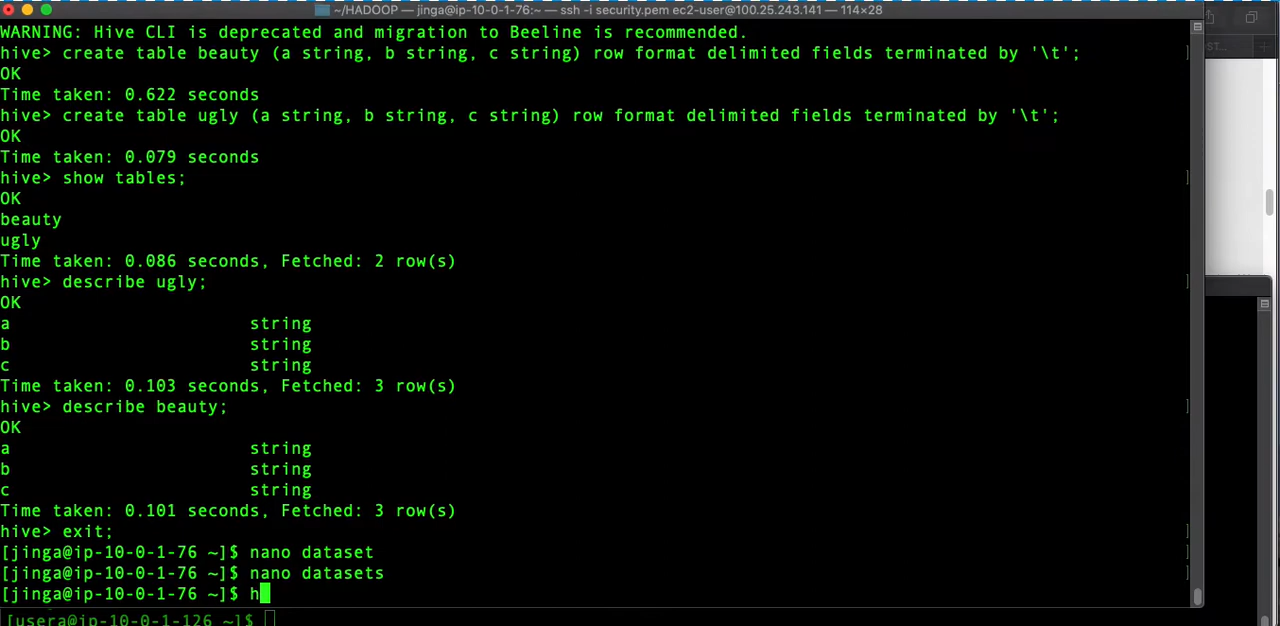 ~/HADOOP — jinga@ip-10-0-1-76:~ — ssh -i security.pem ec2-user@100.25.243.141 — 114×28
WARNING: Hive CLI is deprecated and migration to Beeline is recommended.
hive> create table beauty (a string, b string, c string) row format delimited fields terminated by '\t';
OK
Time taken: 0.622 seconds
hive> create table ugly (a string, b string, c string) row format delimited fields terminated by '\t';
OK
Time taken: 0.079 seconds
hive> show tables;
OK
beauty
ugly
Time taken: 0.086 seconds, Fetched: 2 row(s)
hive> describe ugly;
OK
a                       string
b                       string
c                       string
Time taken: 0.103 seconds, Fetched: 3 row(s)
hive> describe beauty;
OK
a                       string
b                       string
c                       string
Time taken: 0.101 seconds, Fetched: 3 row(s)
hive> exit;
[jinga@ip-10-0-1-76 ~]$ nano dataset
[jinga@ip-10-0-1-76 ~]$ nano datasets
[jinga@ip-10-0-1-76 ~]$ h
[usera@ip-10-0-1-126 ~]$